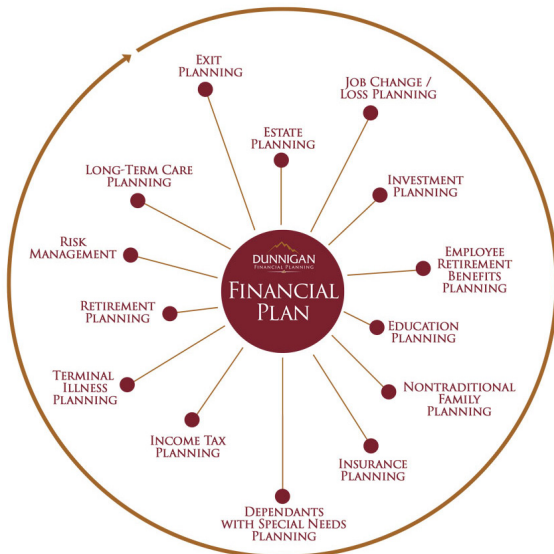 Exit
Planning
Job Change /
Loss Planning
Estate
Planning
Long-Term Care
Planning
Investment
Planning
Risk
Management
Employee
Retirement
Benefits
Planning
DUNNIGAN
FINANCIAL PLANNING
Financial
Plan
Retirement
Planning
Education
Planning
Terminal
Illness
Planning
Nontraditional
Family
Planning
Income Tax
Planning
Insurance
Planning
Dependants
with Special Needs
Planning